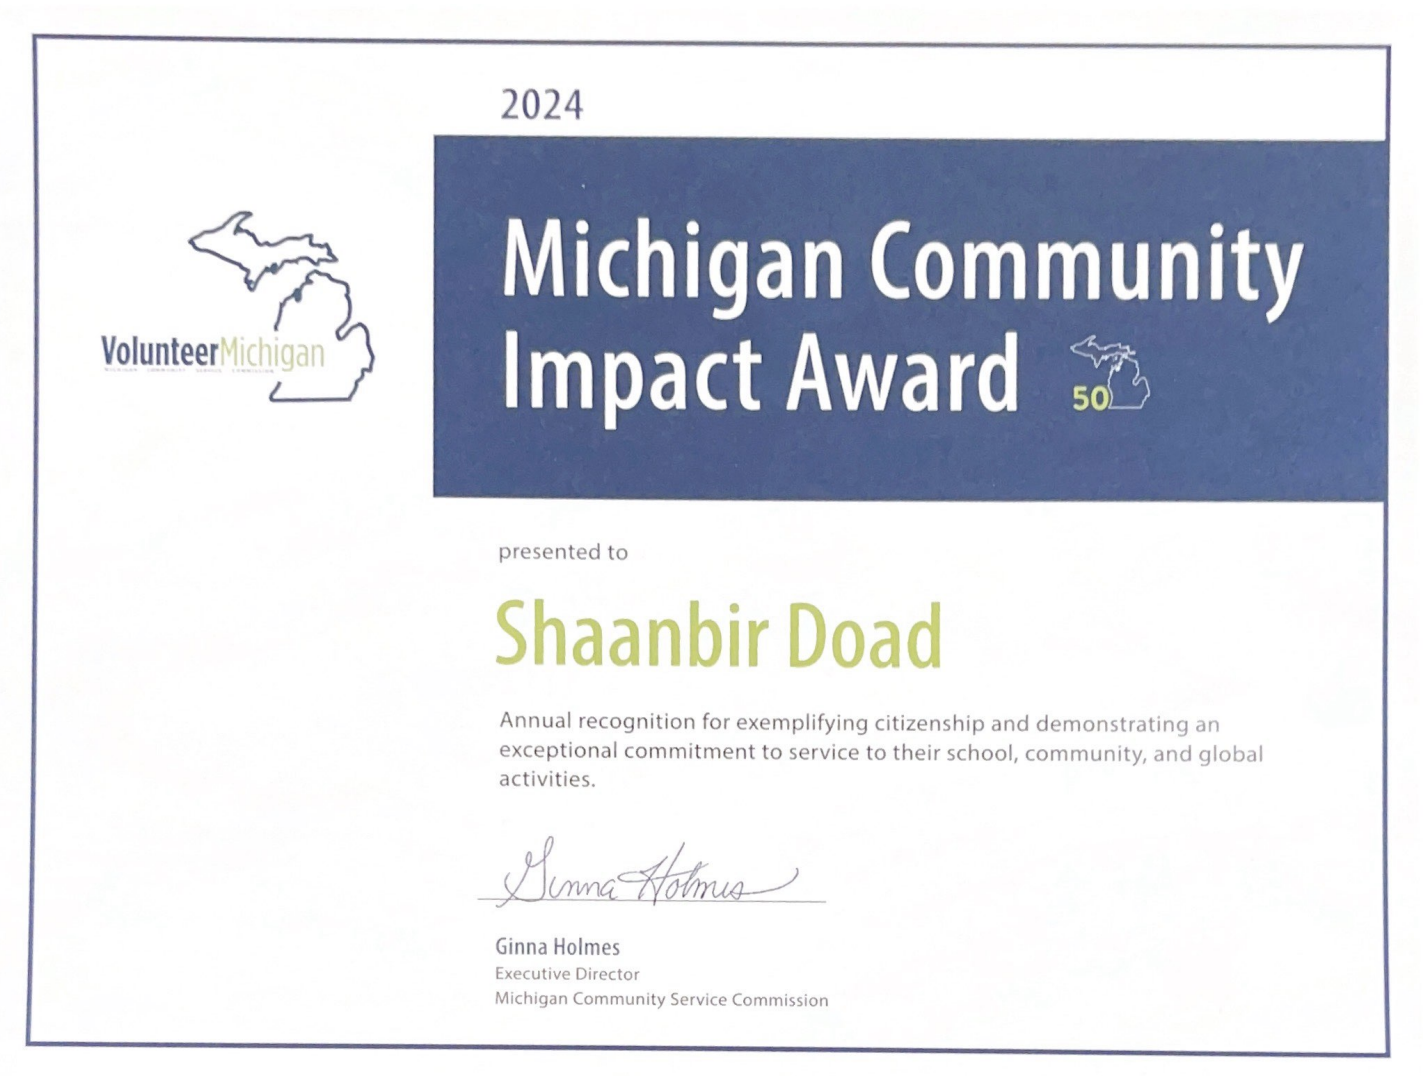 2024
Michigan Community
Impact Award
50
VolunteerMichigan
MICHIGAN COMMUNITY SERVICE COMMISSION
presented to
Shaanbir Doad
Annual recognition for exemplifying citizenship and demonstrating an
exceptional commitment to service to their school, community, and global
activities.
Ginna Holmes
Ginna Holmes
Executive Director
Michigan Community Service Commission